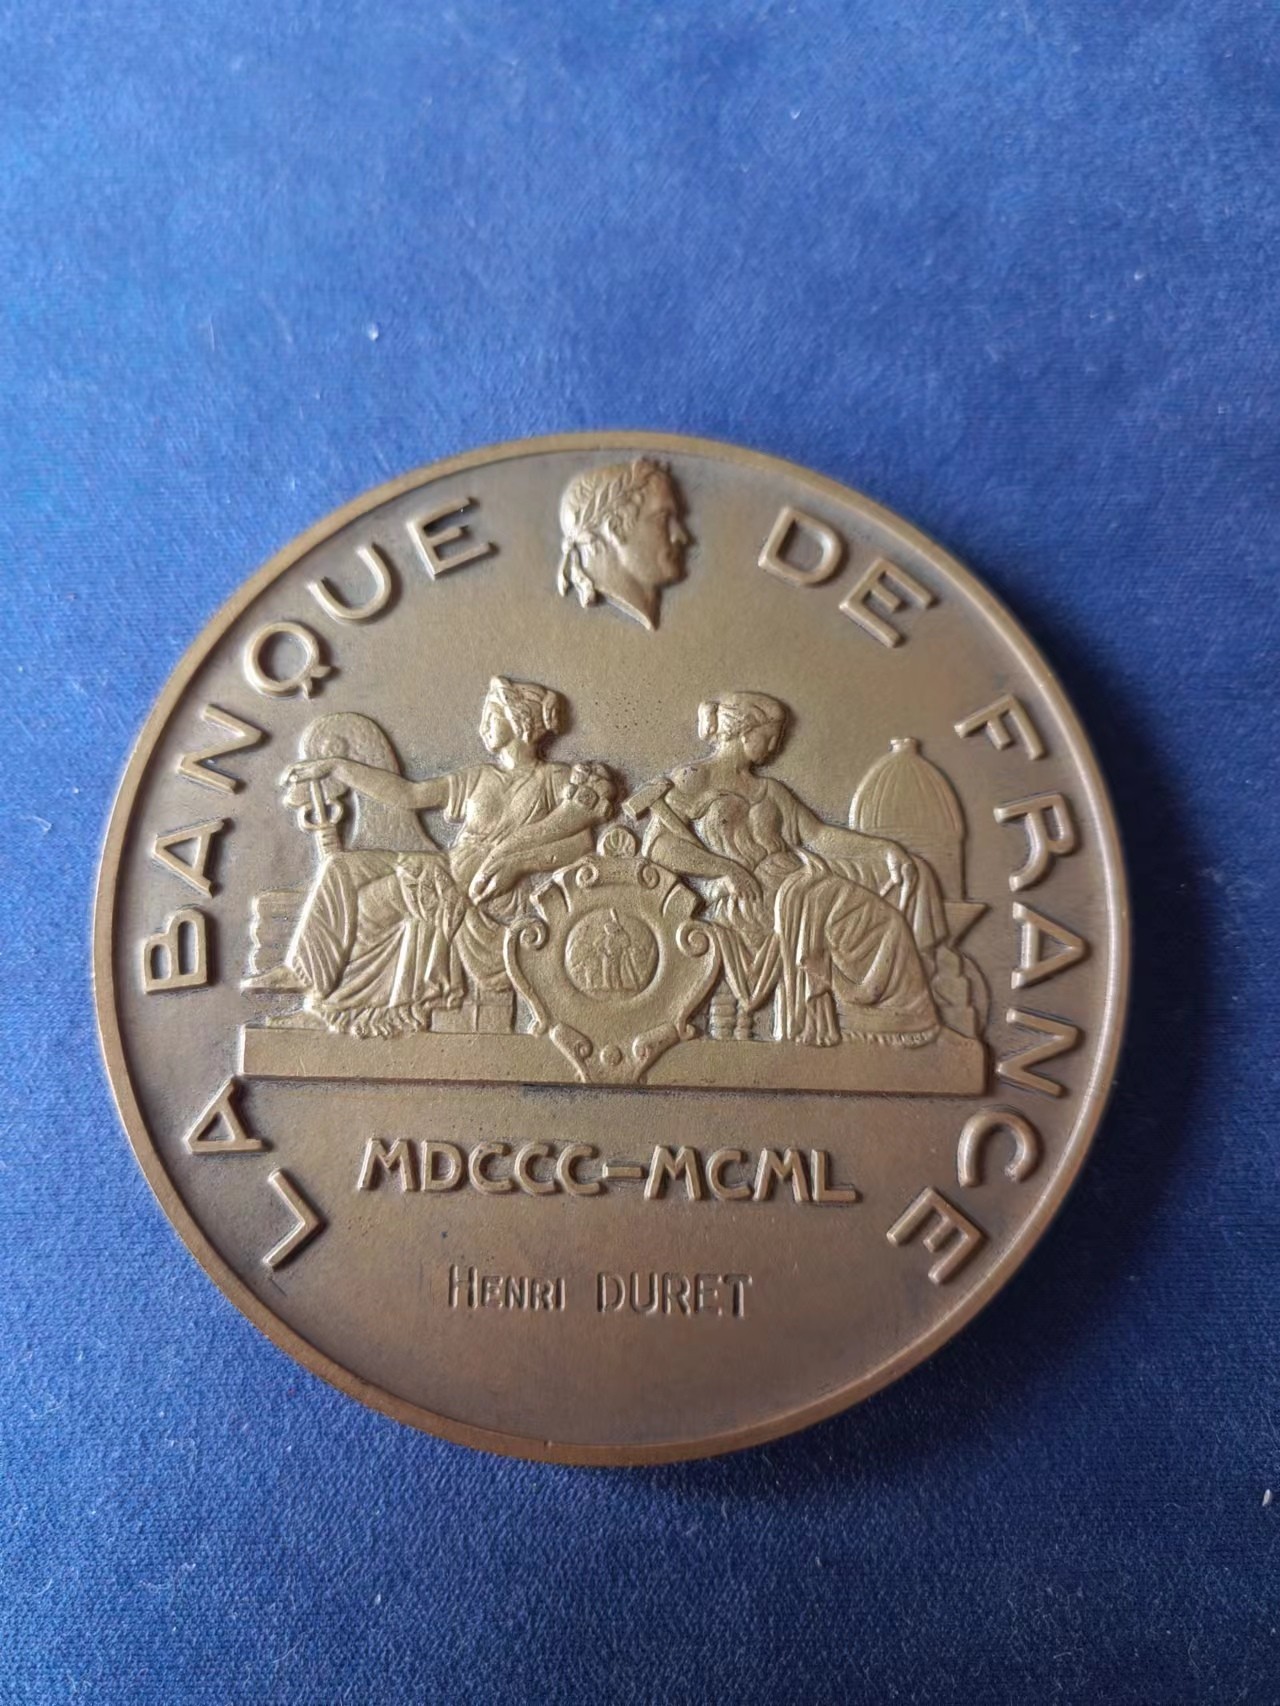 LA BANQUE DE FRANCE
MDCCC-MCML
HENRI DURET